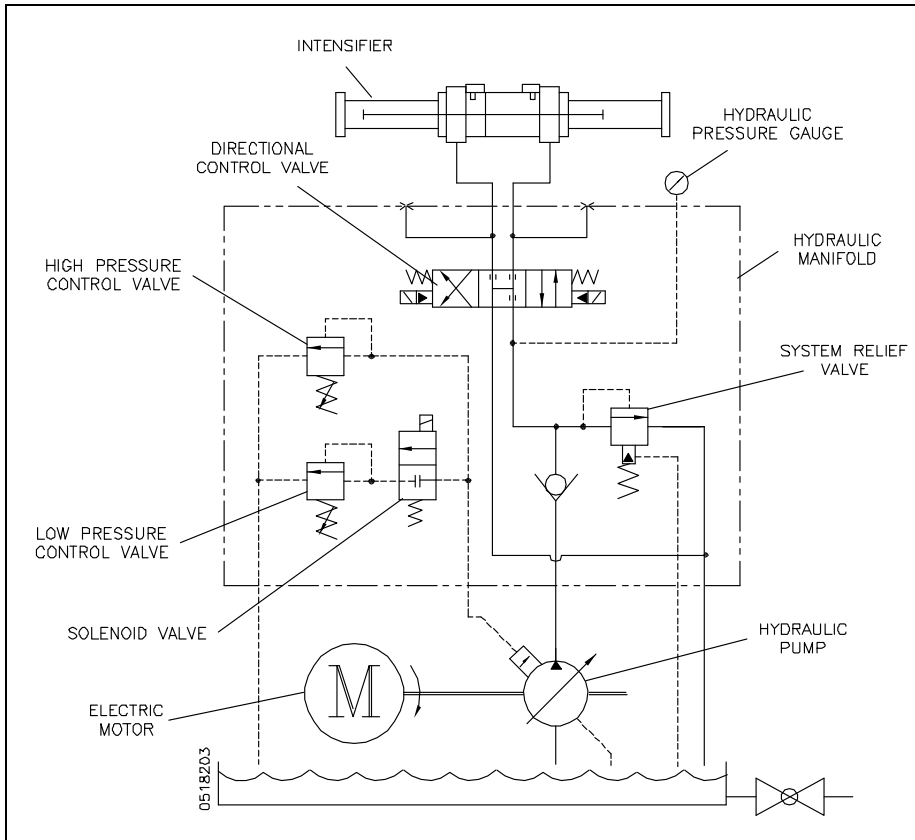 INTENSIFIER
HYDRAULIC
PRESSURE GAUGE
DIRECTIONAL
CONTROL VALVE
HYDRAULIC
MANIFOLD
HIGH PRESSURE
CONTROL VALVE
SYSTEM RELIEF
VALVE
LOW PRESSURE
CONTROL VALVE
SOLENOID VALVE
HYDRAULIC
PUMP
M
ELECTRIC
MOTOR
0518203